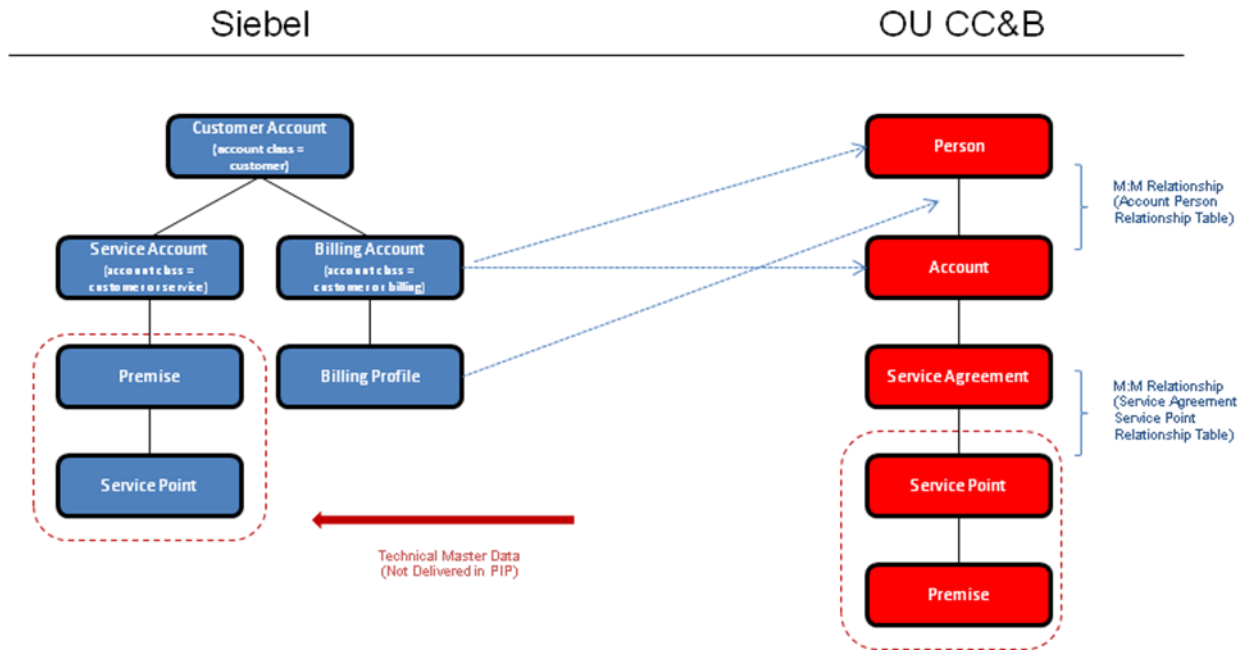 Siebel
OU CC&B
Customer Account
(account class =
customer)
Person
M:M Relationship
(Account Person
Relationship Table)
Service Account
(account class =
customer or service)
Billing Account
(account class =
customer or billing)
Account
Premise
Billing Profile
Service Agreement
M:M Relationship
(Service Agreement
Service Point
Relationship Table)
Service Point
Service Point
Technical Master Data
(Not Delivered in PIP)
Premise